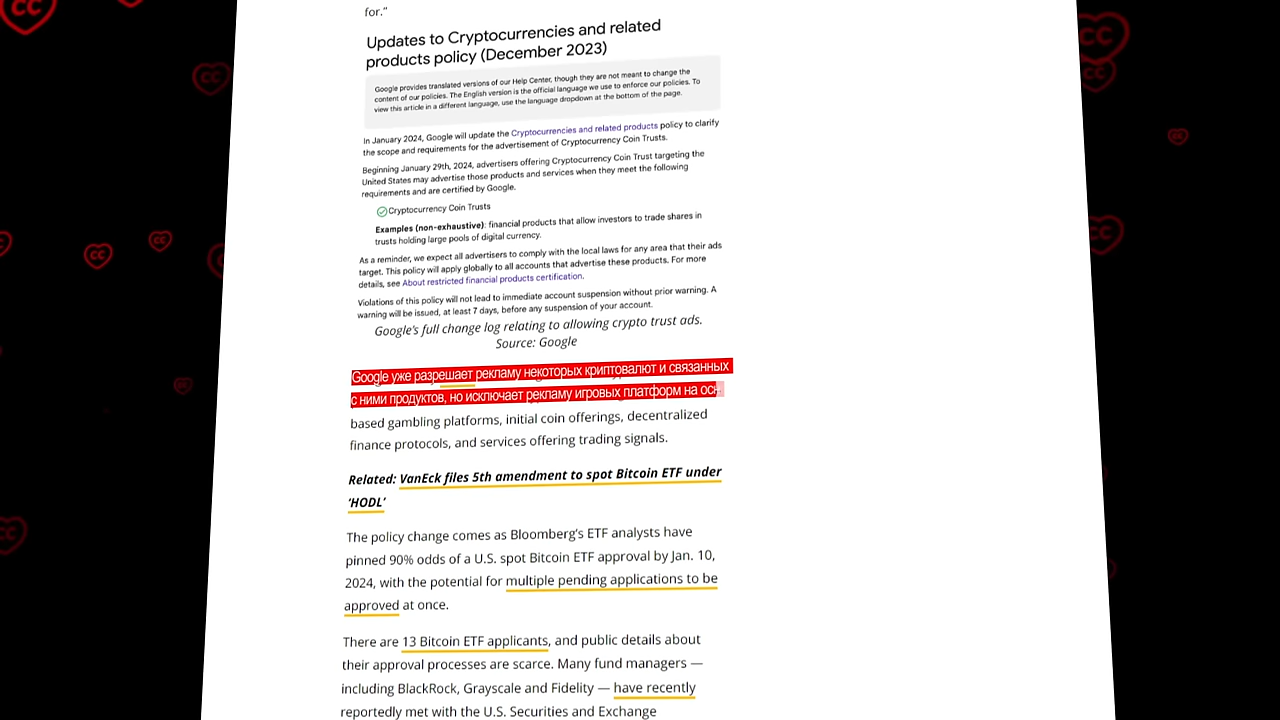 for.”
Updates to Cryptocurrencies and related
products policy (December 2023)
Google provides translated versions of our Help Center, though they are not meant to change the
content of our policies. The English version is the official language we use to enforce our policies. To
view this article in a different language, use the language dropdown at the bottom of the page.
In January 2024, Google will update the Cryptocurrencies and related products policy to clarify
the scope and requirements for the advertisement of Cryptocurrency Coin Trusts.
Beginning January 29th, 2024, advertisers offering Cryptocurrency Coin Trust targeting the
United States may advertise those products and services when they meet the following
requirements and are certified by Google.
Cryptocurrency Coin Trusts
Examples (non-exhaustive): financial products that allow investors to trade shares in
trusts holding large pools of digital currency.
As a reminder, we expect all advertisers to comply with the local laws for any area that their ads
target. This policy will apply globally to all accounts that advertise these products. For more
details, see About restricted financial products certification.
Violations of this policy will not lead to immediate account suspension without prior warning. A
warning will be issued, at least 7 days, before any suspension of your account.
Google’s full change log relating to allowing crypto trust ads.
Source: Google
Google уже разрешает рекламу некоторых криптовалют и связанных
с ними продуктов, но исключает рекламу игровых платформ на
based gambling platforms, initial coin offerings, decentralized
finance protocols, and services offering trading signals.
Related: VanEck files 5th amendment to spot Bitcoin ETF under
‘HODL’
The policy change comes as Bloomberg’s ETF analysts have
pinned 90% odds of a U.S. spot Bitcoin ETF approval by Jan. 10,
2024, with the potential for multiple pending applications to be
approved at once.
There are 13 Bitcoin ETF applicants, and public details about
their approval processes are scarce. Many fund managers —
including BlackRock, Grayscale and Fidelity — have recently
reportedly met with the U.S. Securities and Exchange